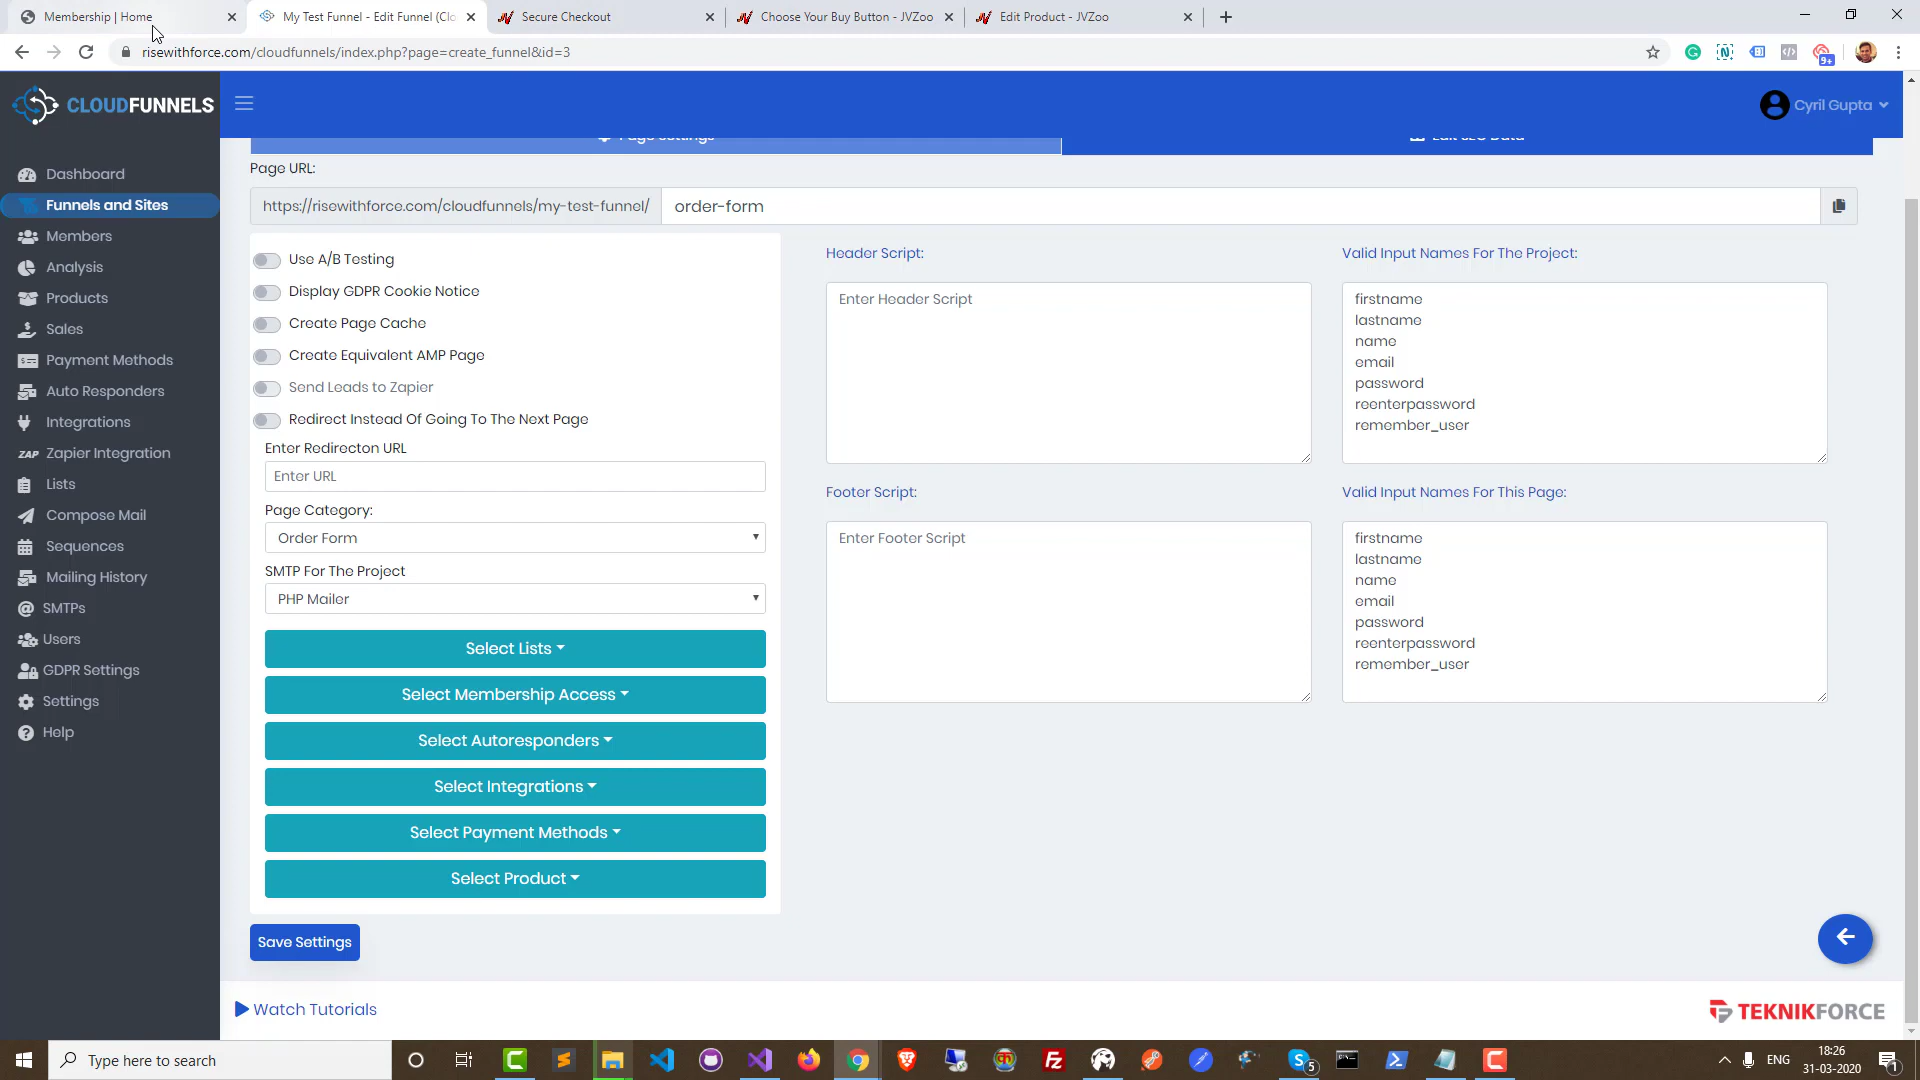 Membership | Home
My Test Funnel - Edit Funnel (Clo
Secure Checkout
Choose Your Buy Button - JVZoo
Edit Product - JVZoo
risewithforce.com/cloudfunnels/index.php?page=create_funnel&id=3
9+
CLOUDFUNNELS
Cyril Gupta
Dashboard
Funnels and Sites
Members
Analysis
Products
Sales
Payment Methods
Auto Responders
Integrations
ZAP Zapier Integration
Lists
Compose Mail
Sequences
Mailing History
SMTPs
Users
GDPR Settings
Settings
Help
Page Settings
Edit SEO Data
Page URL:
https://risewithforce.com/cloudfunnels/my-test-funnel/
order-form
Use A/B Testing
Display GDPR Cookie Notice
Create Page Cache
Create Equivalent AMP Page
Send Leads to Zapier
Redirect Instead Of Going To The Next Page
Enter Redirecton URL
Enter URL
Page Category:
Order Form
SMTP For The Project
PHP Mailer
Select Lists
Select Membership Access
Select Autoresponders
Select Integrations
Select Payment Methods
Select Product
Save Settings
Header Script:
Enter Header Script
Footer Script:
Enter Footer Script
Valid Input Names For The Project:
firstname
lastname
name
email
password
reenterpassword
remember_user
Valid Input Names For This Page:
firstname
lastname
name
email
password
reenterpassword
remember_user
Watch Tutorials
TEKNIKFORCE
Type here to search
5
ENG
18:26
31-03-2020
1